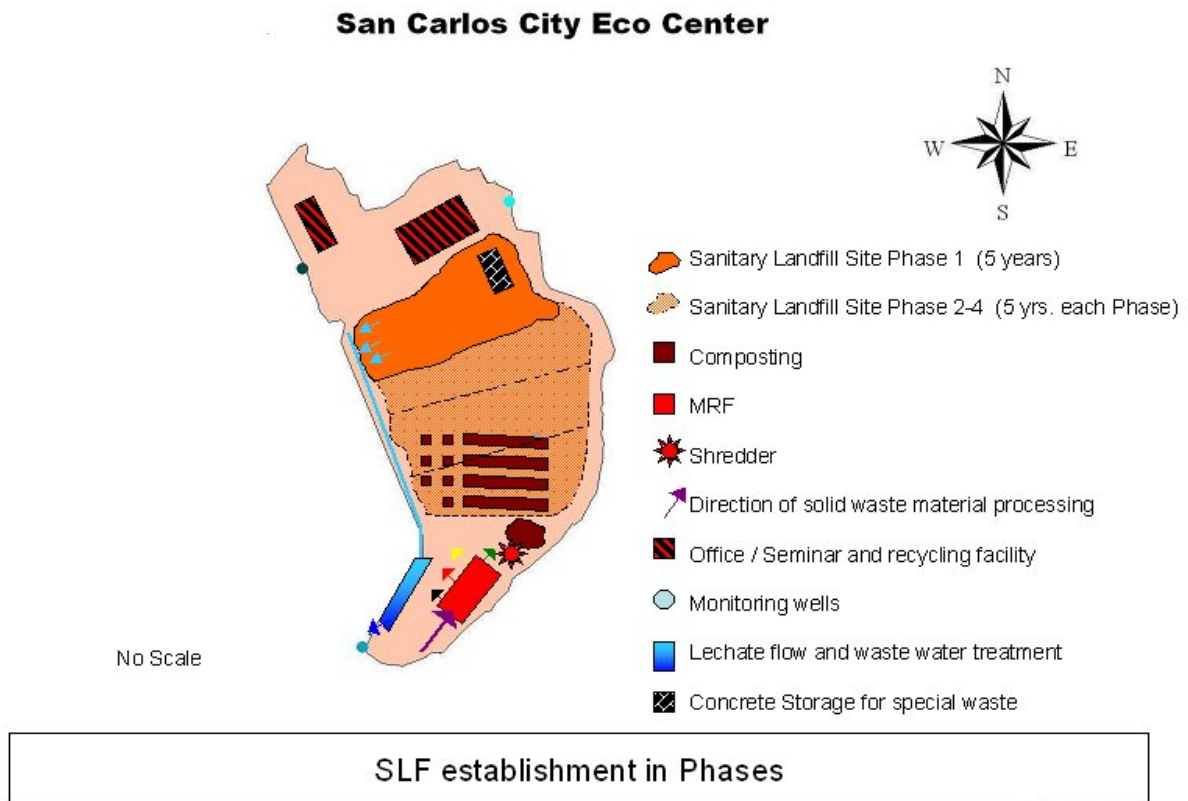 San Carlos City Eco Center
N
W E
S
Sanitary Landfill Site Phase 1 (5 years)
Sanitary Landfill Site Phase 2-4 (5 yrs. each Phase)
Composting
MRF
Shredder
Direction of solid waste material processing
Office / Seminar and recycling facility
Monitoring wells
Lechate flow and waste water treatment
No Scale
Concrete Storage for special waste
SLF establishment in Phases